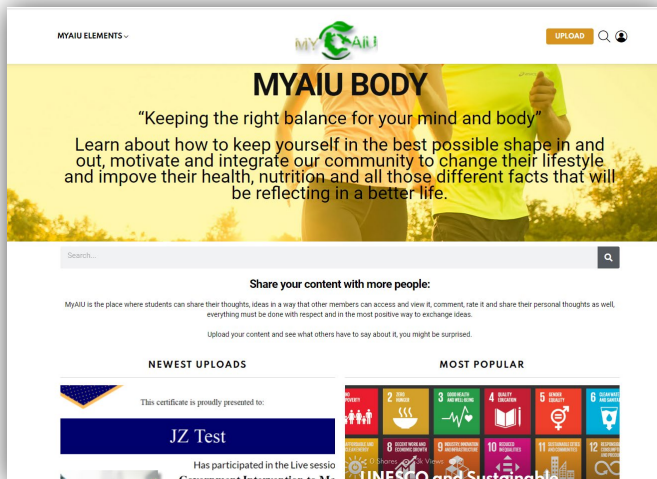 MYAIU ELEMENTS
MY AIU
UPLOAD
MYAIU BODY
“Keeping the right balance for your mind and body”
Learn about how to keep yourself in the best possible shape in and
out, motivate and integrate our community to change their lifestyle
and impove their health, nutrition and all those different facts that will
be reflecting in a better life.
Search...
Share your content with more people:
MyAIU is the place where students can share their thoughts, ideas in a way that other members can access and view it, comment, rate it and share their personal thoughts as well,
everything must be done with respect and in the most positive way to exchange ideas.
Upload your content and see what others have to say about it, you might be surprised.
NEWEST UPLOADS
This certificate is proudly presented to:
JZ Test
Has participated in the Live sessio
MOST POPULAR
2 ZERO HUNGER
3 GOOD HEALTH AND WELL-BEING
4 QUALITY EDUCATION
5 GENDER EQUALITY
6
8 DECENT WORK AND ECONOMIC GROWTH
9 INDUSTRY, INNOVATION AND INFRASTRUCTURE
10 REDUCED INEQUALITIES
11 SUSTAINABLE CITIES AND COMMUNITIES
12
0 Shares
Views
UNESCO and Sustainable